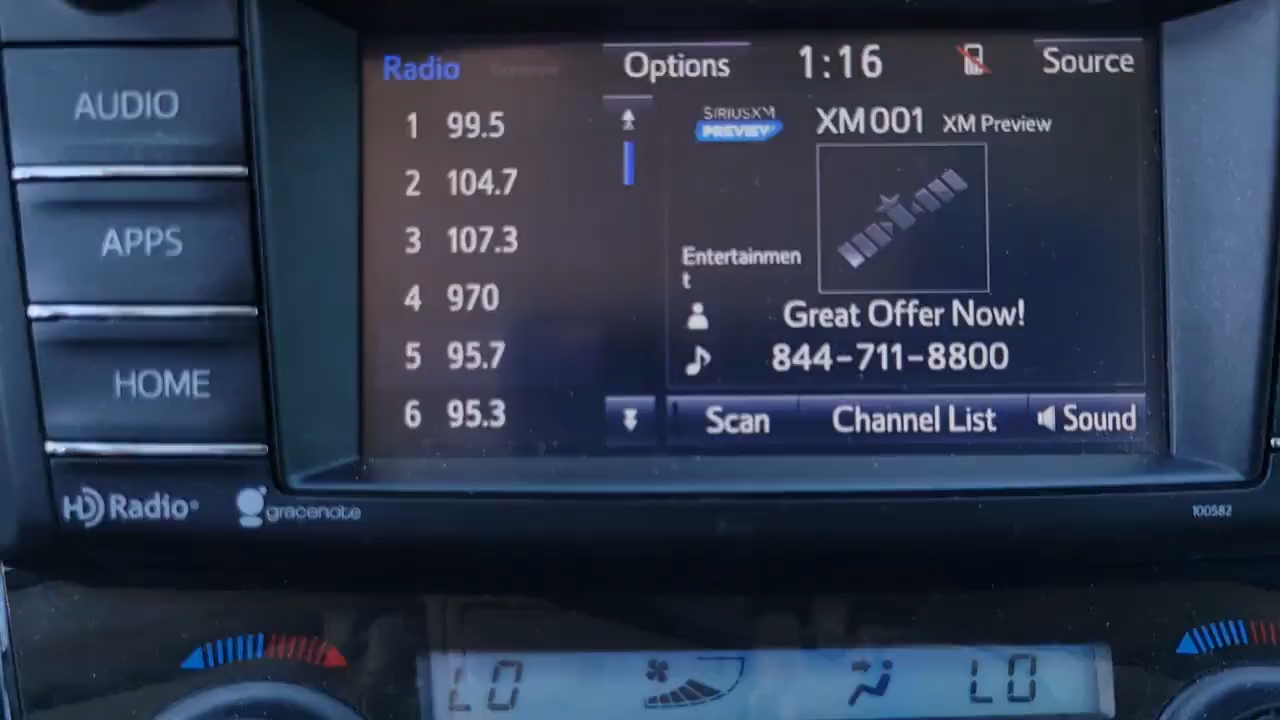 AUDIO
APPS
HOME
Radio
Options
1:16
Source
1 99.5
2 104.7
3 107.3
4 970
5 95.7
6 95.3
SIRIUSXM
PREVIEW
XM001 XM Preview
Entertainmen
t
Great Offer Now!
844-711-8800
Scan
Channel List
Sound
HD Radio®
gracenote
100582
LO
LO